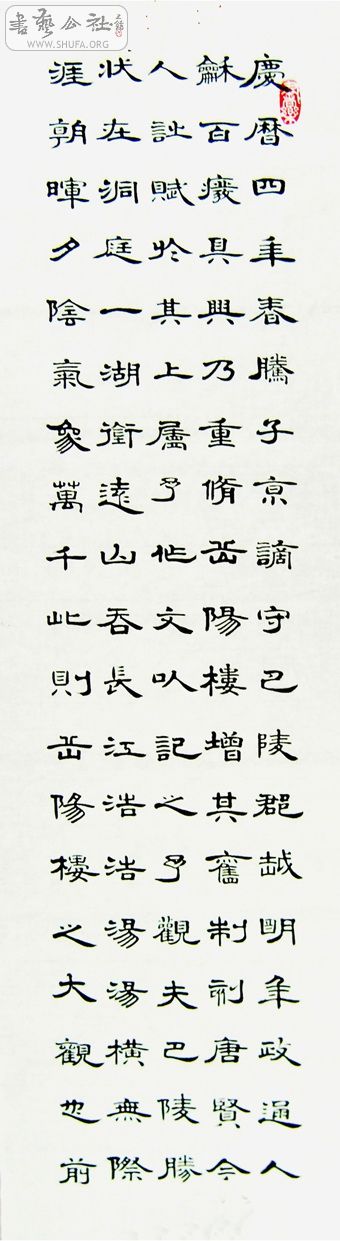 書藝公社
WWW.SHUFA.ORG
慶曆四年春騰子京謫守巴陵郡越明年政通人
龢百癈具興乃重脩岳陽樓增其舊制刻唐賢今
人詩賦於其上屬予作文以記之予觀夫巴陵勝
狀在洞庭一湖銜遠山吞長江浩浩湯湯橫無際
涯朝暉夕陰氣象萬千此則岳陽樓之大觀也前